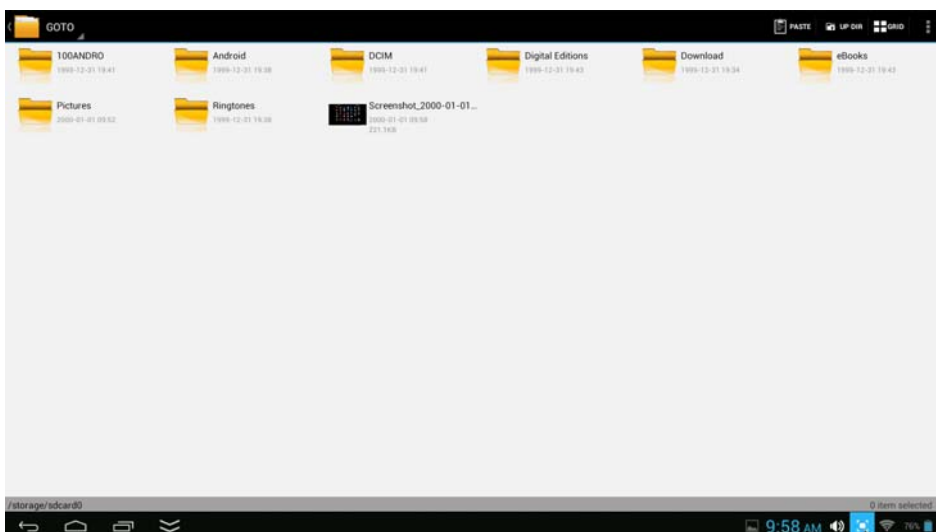 GOTO
PASTE UP DIR GRID
100ANDRO
1999-12-31 19:41
Android
1999-12-31 19:38
DCIM
1999-12-31 19:41
Digital Editions
1999-12-31 19:43
Download
1999-12-31 19:34
eBooks
1999-12-31 19:43
Pictures
2000-01-01 09:52
Ringtones
1999-12-31 19:38
Screenshot_2000-01-01...
2000-01-01 09:58
221.1KB
/storage/sdcard0
0 item selected
9:58 AM
76%